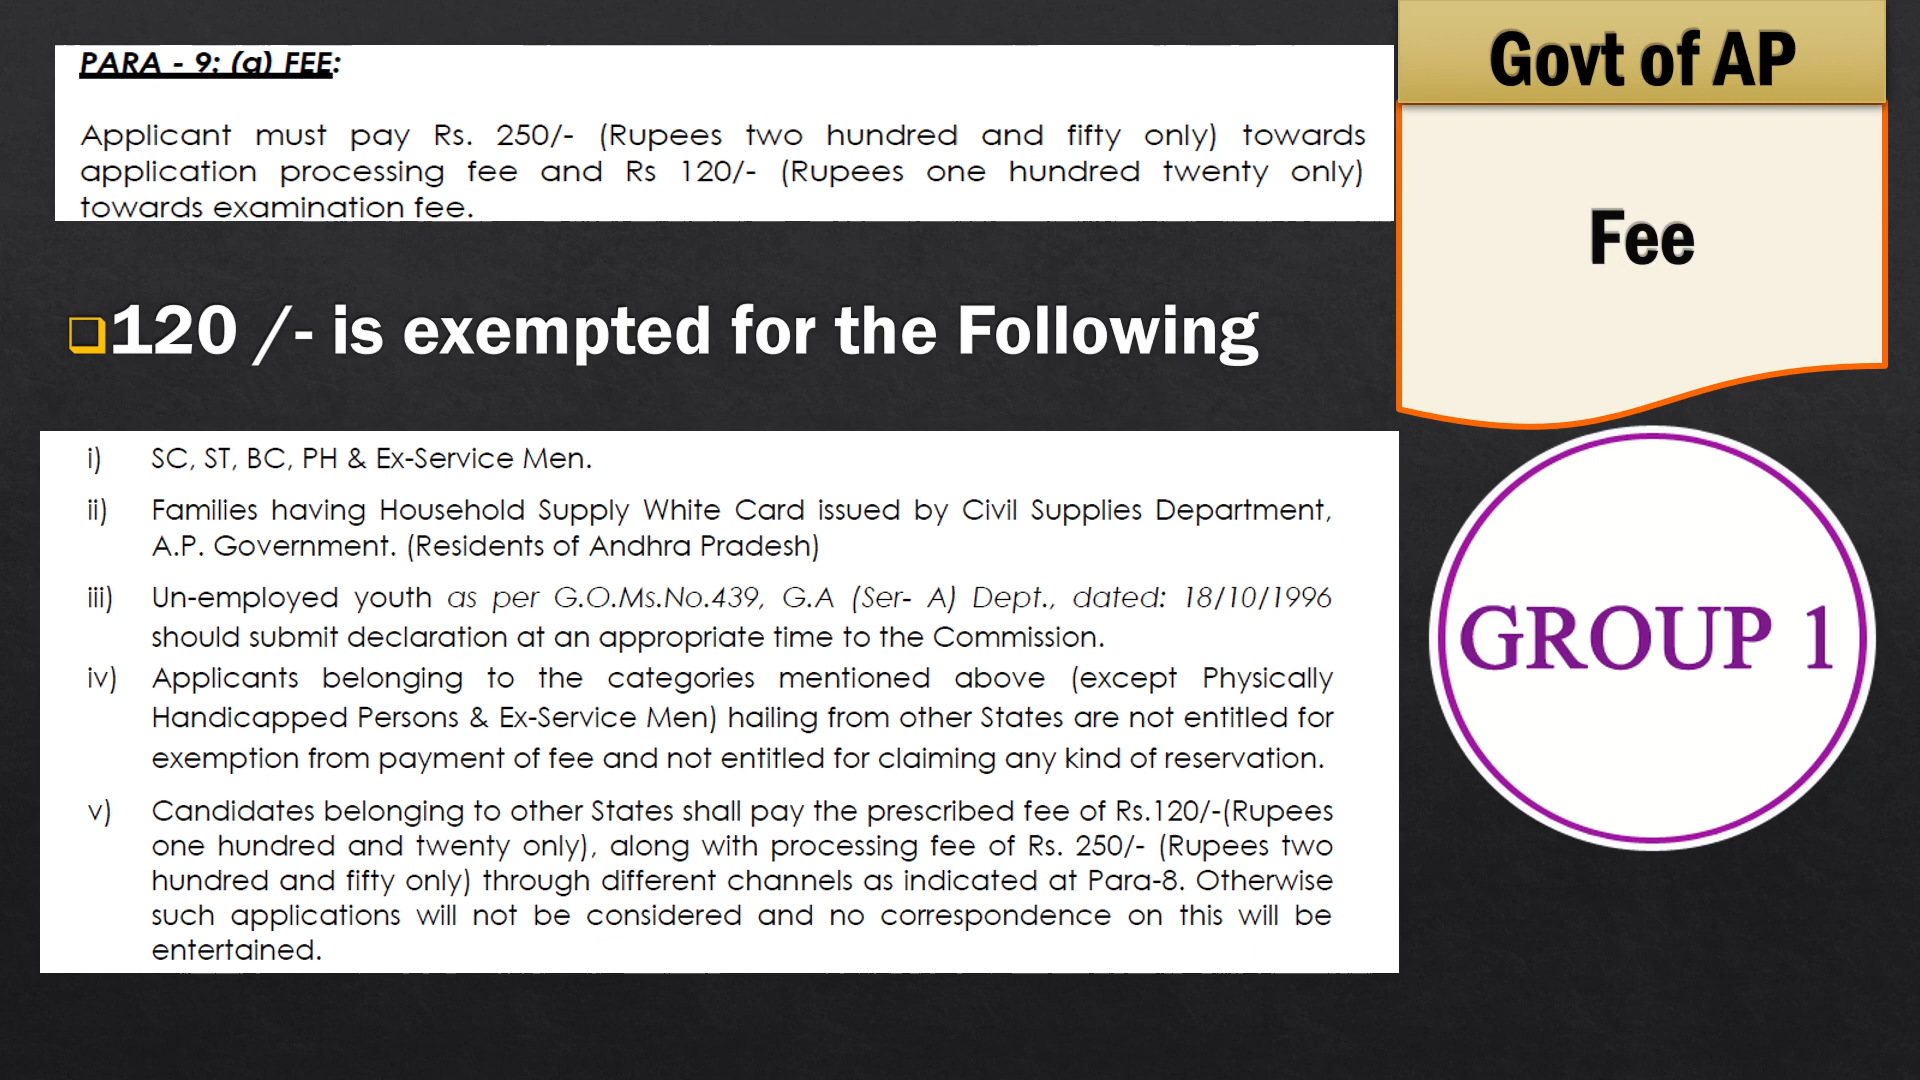 PARA - 9: (a) FEE:
Applicant must pay Rs. 250/- (Rupees two hundred and fifty only) towards
application processing fee and Rs 120/- (Rupees one hundred twenty only)
towards examination fee.
120 /- is exempted for the Following
i) SC, ST, BC, PH & Ex-Service Men.
ii) Families having Household Supply White Card issued by Civil Supplies Department,
A.P. Government. (Residents of Andhra Pradesh)
iii) Un-employed youth as per G.O.Ms.No.439, G.A (Ser- A) Dept., dated: 18/10/1996
should submit declaration at an appropriate time to the Commission.
iv) Applicants belonging to the categories mentioned above (except Physically
Handicapped Persons & Ex-Service Men) hailing from other States are not entitled for
exemption from payment of fee and not entitled for claiming any kind of reservation.
v) Candidates belonging to other States shall pay the prescribed fee of Rs.120/-(Rupees
one hundred and twenty only), along with processing fee of Rs. 250/- (Rupees two
hundred and fifty only) through different channels as indicated at Para-8. Otherwise
such applications will not be considered and no correspondence on this will be
entertained.
Govt of AP
Fee
GROUP 1